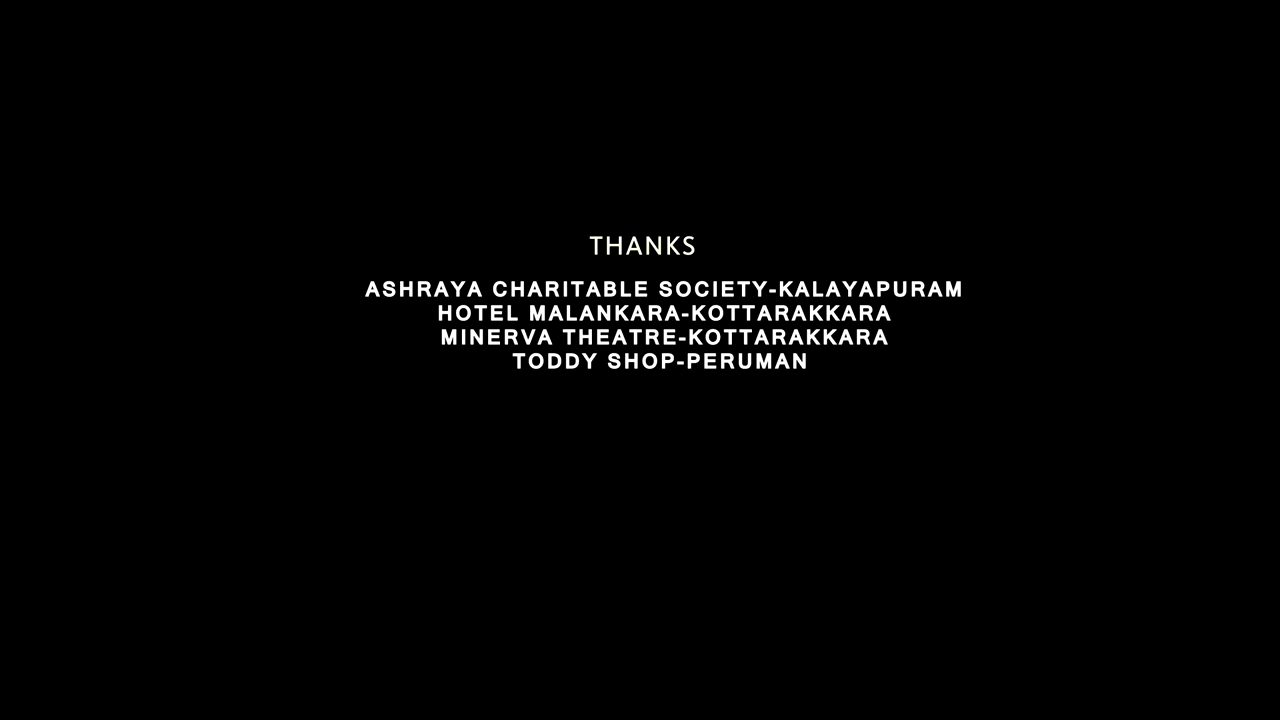 THANKS
ASHRAYA CHARITABLE SOCIETY-KALAYAPURAM
HOTEL MALANKARA-KOTTARAKKARA
MINERVA THEATRE-KOTTARAKKARA
TODDY SHOP-PERUMAN